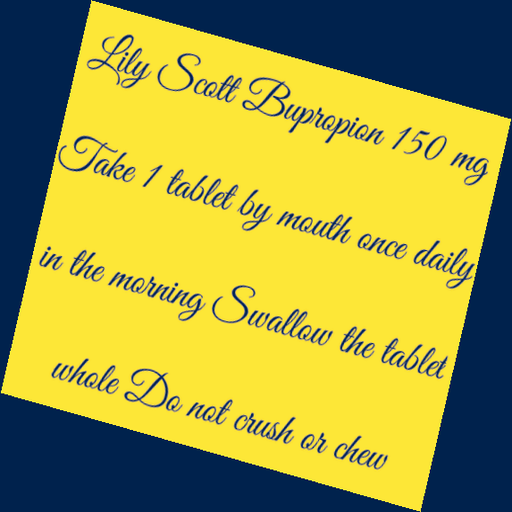 Lily Scott Bupropion 150 mg
Take 1 tablet by mouth once daily
in the morning Swallow the tablet
whole Do not crush or chew